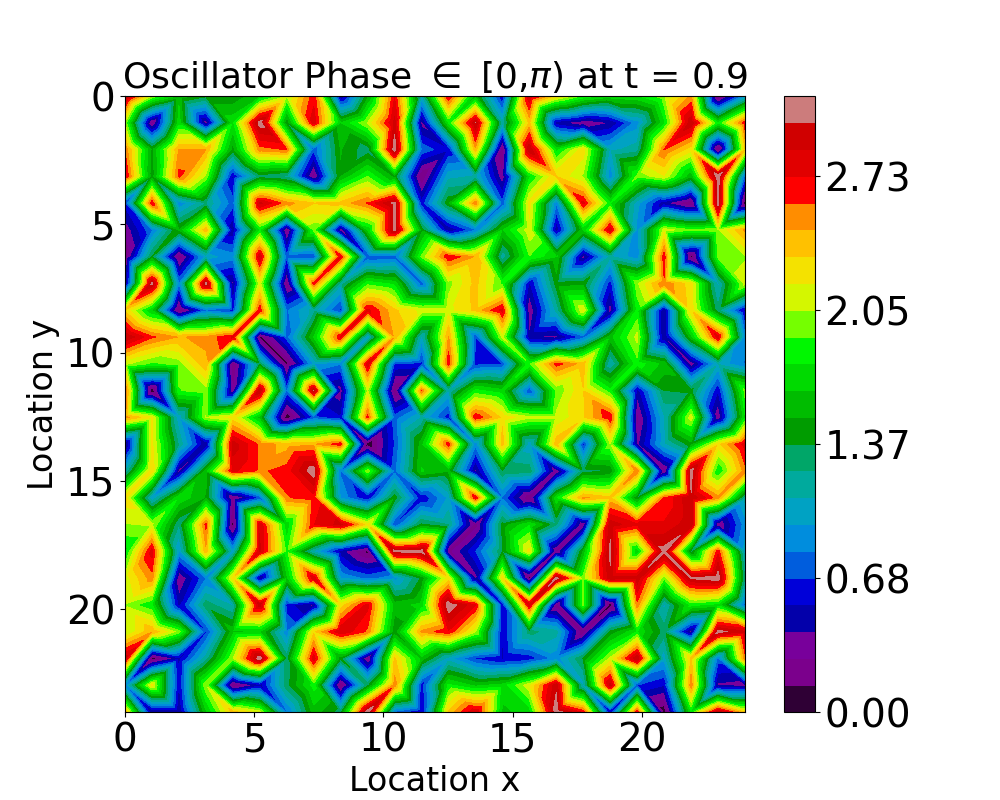 Oscillator Phase ∈ [0,π) at t = 0.9
0
5
10
15
20
Location y
0 5 10 15 20
Location x
2.73
2.05
1.37
0.68
0.00